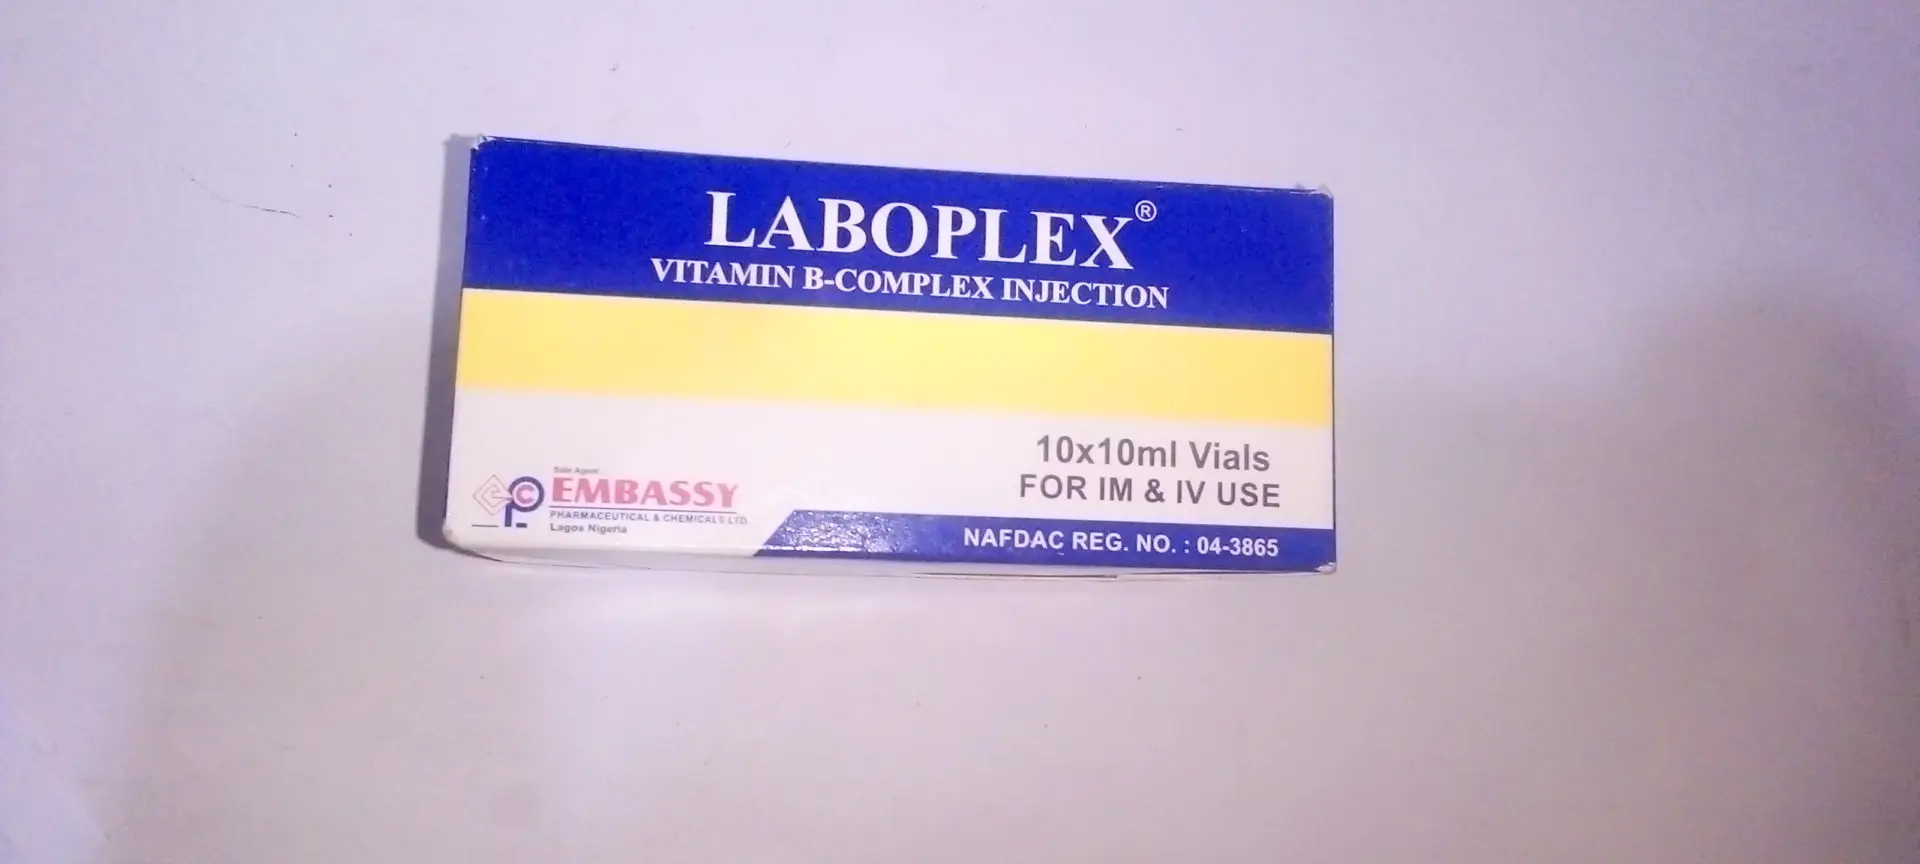 LABOPLEX®
VITAMIN B-COMPLEX INJECTION
10x10ml Vials
FOR IM & IV USE
Sole Agent
EMBASSY
PHARMACEUTICAL & CHEMICALS LTD.
Lagos Nigeria
NAFDAC REG. NO. : 04-3865